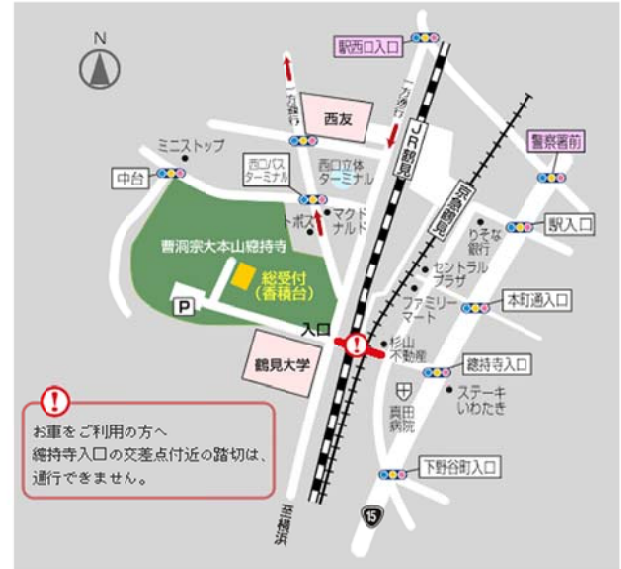 N
駅西口入口
一方通行
一方通行
西友
JR鶴見
京急鶴見
警察署前
ミニストップ
中台
西口バス
ターミナル
西口立体
ターミナル
トポス
マクド
ナルド
りそな
銀行
駅入口
曹洞宗大本山總持寺
総受付
(香積台)
セントラル
プラザ
ファミリー
マート
本町通入口
P
入口
!
杉山
不動産
鶴見大学
總持寺入口
真田
病院
ステーキ
いわたき
!
お車をご利用の方へ
總持寺入口の交差点付近の踏切は、
通行できません。
下野谷町入口
15
至横浜